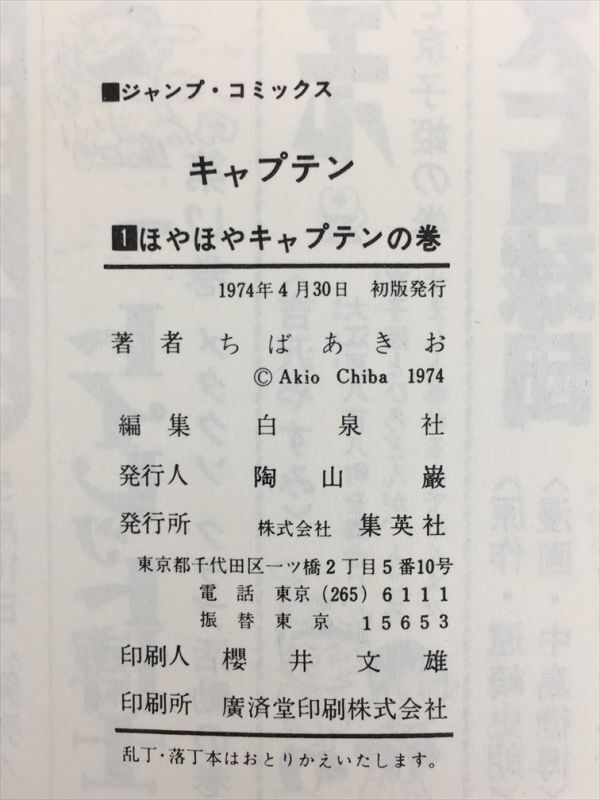 ■ジャンプ・コミックス
キャプテン
1ほやほやキャプテンの巻
1974年4月30日 初版発行
著者 ちばあきお
©Akio Chiba 1974
編集 白泉社
発行人 陶山巌
発行所 株式会社 集英社
東京都千代田区一ツ橋2丁目5番10号
電話 東京(265)6111
振替 東京 15653
印刷人 櫻井文雄
印刷所 廣済堂印刷株式会社
乱丁・落丁本はおとりかえいたします。